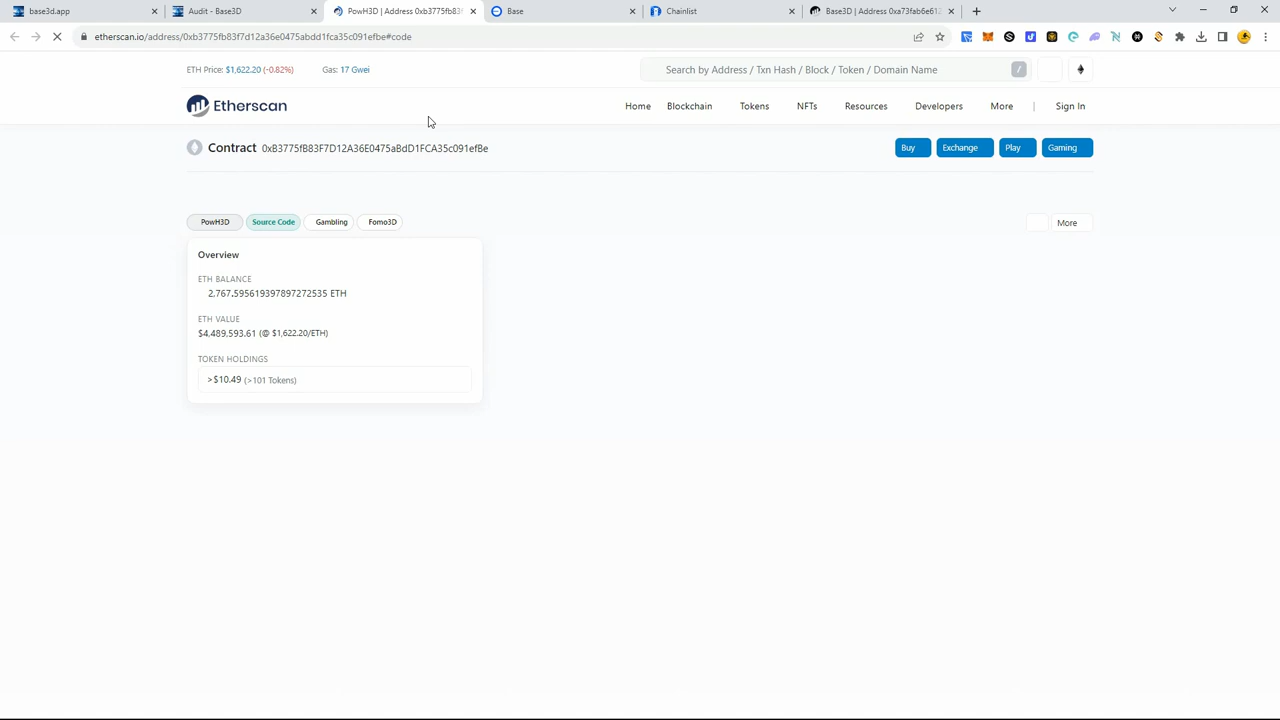 base3d.app
Audit - Base3D
PowH3D | Address 0xb3775fb83f
Base
Chainlist
Base3D | Address 0xa73fab6e612
etherscan.io/address/0xb3775fb83f7d12a36e0475abdd1fca35c091efbe#code
ETH Price: $1,622.20 (-0.82%)
Gas: 17 Gwei
Search by Address / Txn Hash / Block / Token / Domain Name
/
Etherscan
Home
Blockchain
Tokens
NFTs
Resources
Developers
More
|
Sign In
Contract 0xB3775fB83F7D12A36E0475aBdD1FCA35c091efBe
Buy
Exchange
Play
Gaming
PowH3D
Source Code
Gambling
Fomo3D
More
Overview
ETH BALANCE
2,767.595619397897272535 ETH
ETH VALUE
$4,489,593.61 (@ $1,622.20/ETH)
TOKEN HOLDINGS
>$10.49 (>101 Tokens)